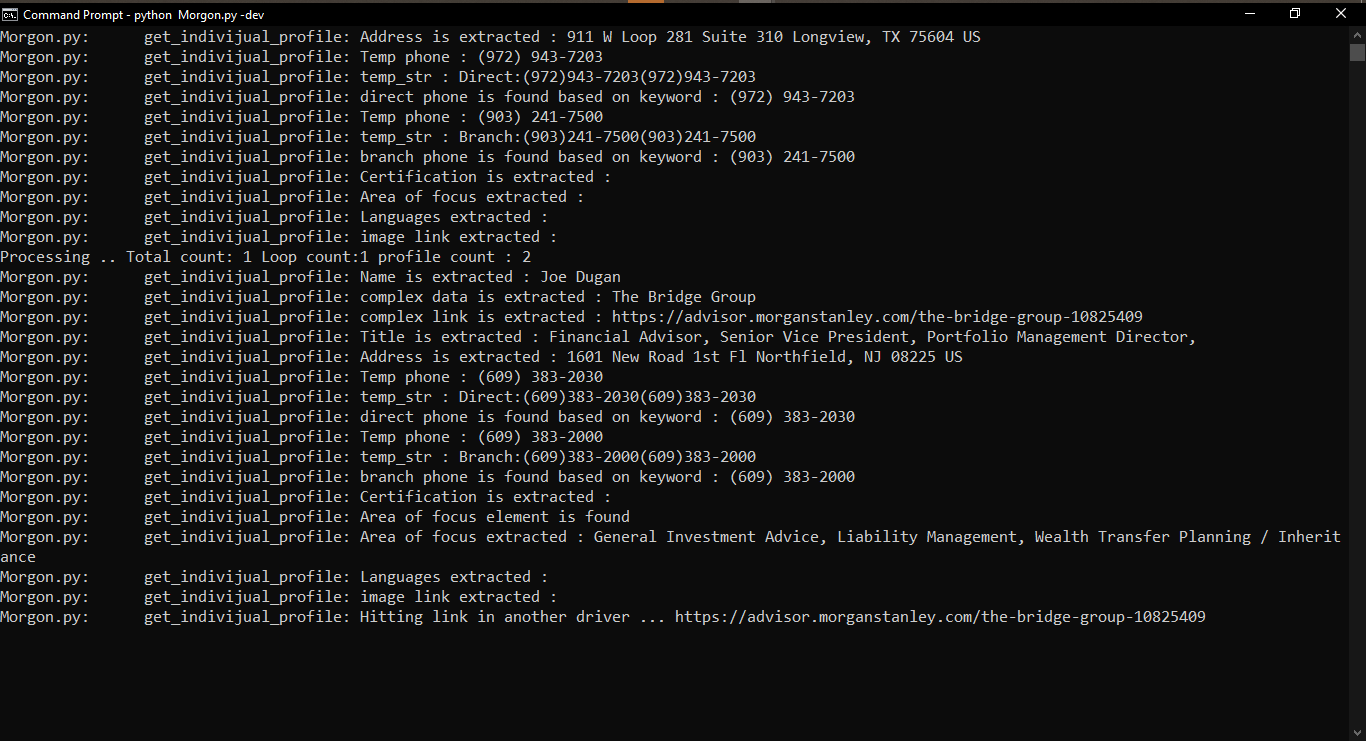 Command Prompt - python  Morgon.py -dev
Morgon.py:      get_indivijual_profile: Address is extracted : 911 W Loop 281 Suite 310 Longview, TX 75604 US
Morgon.py:      get_indivijual_profile: Temp phone : (972) 943-7203
Morgon.py:      get_indivijual_profile: temp_str : Direct:(972)943-7203(972)943-7203
Morgon.py:      get_indivijual_profile: direct phone is found based on keyword : (972) 943-7203
Morgon.py:      get_indivijual_profile: Temp phone : (903) 241-7500
Morgon.py:      get_indivijual_profile: temp_str : Branch:(903)241-7500(903)241-7500
Morgon.py:      get_indivijual_profile: branch phone is found based on keyword : (903) 241-7500
Morgon.py:      get_indivijual_profile: Certification is extracted :
Morgon.py:      get_indivijual_profile: Area of focus extracted :
Morgon.py:      get_indivijual_profile: Languages extracted :
Morgon.py:      get_indivijual_profile: image link extracted :
Processing .. Total count: 1 Loop count:1 profile count : 2
Morgon.py:      get_indivijual_profile: Name is extracted : Joe Dugan
Morgon.py:      get_indivijual_profile: complex data is extracted : The Bridge Group
Morgon.py:      get_indivijual_profile: complex link is extracted : https://advisor.morganstanley.com/the-bridge-group-10825409
Morgon.py:      get_indivijual_profile: Title is extracted : Financial Advisor, Senior Vice President, Portfolio Management Director,
Morgon.py:      get_indivijual_profile: Address is extracted : 1601 New Road 1st Fl Northfield, NJ 08225 US
Morgon.py:      get_indivijual_profile: Temp phone : (609) 383-2030
Morgon.py:      get_indivijual_profile: temp_str : Direct:(609)383-2030(609)383-2030
Morgon.py:      get_indivijual_profile: direct phone is found based on keyword : (609) 383-2030
Morgon.py:      get_indivijual_profile: Temp phone : (609) 383-2000
Morgon.py:      get_indivijual_profile: temp_str : Branch:(609)383-2000(609)383-2000
Morgon.py:      get_indivijual_profile: branch phone is found based on keyword : (609) 383-2000
Morgon.py:      get_indivijual_profile: Certification is extracted :
Morgon.py:      get_indivijual_profile: Area of focus element is found
Morgon.py:      get_indivijual_profile: Area of focus extracted : General Investment Advice, Liability Management, Wealth Transfer Planning / Inherit
ance
Morgon.py:      get_indivijual_profile: Languages extracted :
Morgon.py:      get_indivijual_profile: image link extracted :
Morgon.py:      get_indivijual_profile: Hitting link in another driver ... https://advisor.morganstanley.com/the-bridge-group-10825409